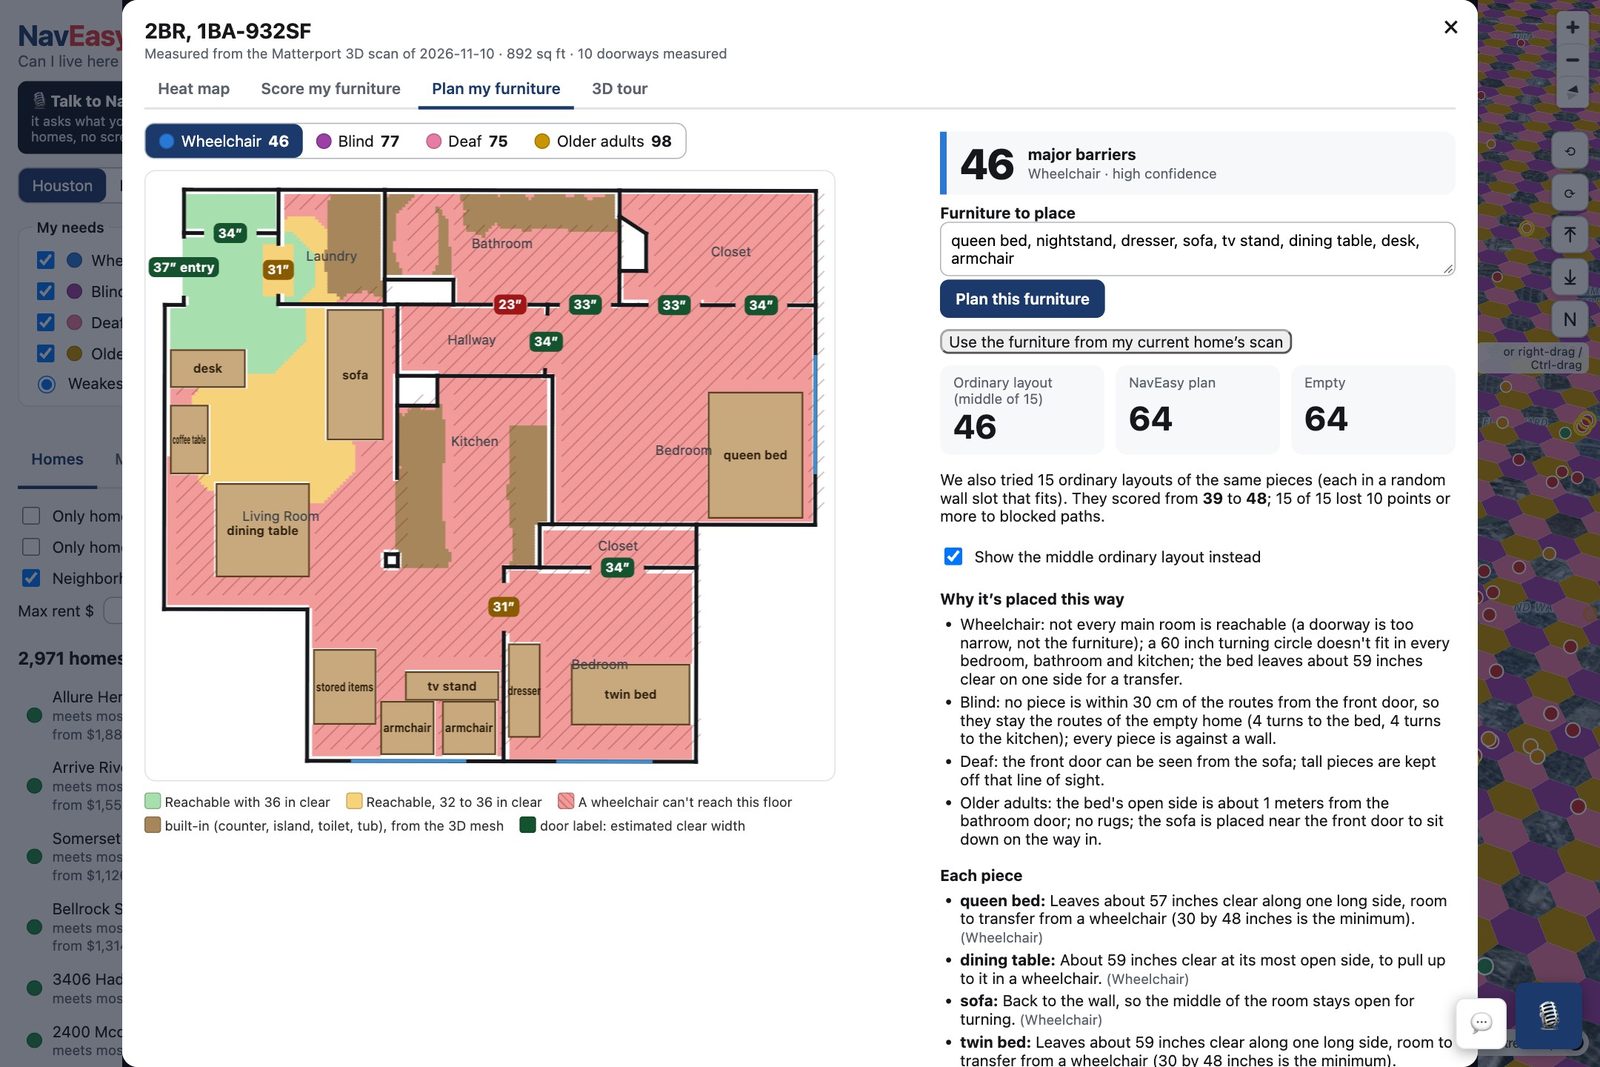 NavEasy
Can I live here
Talk to Na
it asks what yo
homes, no scre
Houston
My needs
Whe
Blind
Deaf
Olde
Weakes
Homes
Only hom
Only hom
Neighborh
Max rent $
2,971 homes
Allure Her
meets mos
from $1,88
Arrive Rive
meets mos
from $1,55
Somerset
meets mos
from $1,120
Bellrock S
meets mos
from $1,314
3406 Had
meets mos
2400 Mcc
meets mos
2BR, 1BA-932SF
Measured from the Matterport 3D scan of 2026-11-10 · 892 sq ft · 10 doorways measured
×
Heat map
Score my furniture
Plan my furniture
3D tour
Wheelchair 46
Blind 77
Deaf 75
Older adults 98
34″
37″ entry
31″
Laundry
Bathroom
Closet
23″
33″
33″
34″
Hallway
34″
desk
sofa
coffee table
Kitchen
Bedroom
queen bed
Living Room
dining table
Closet
34″
31″
stored items
tv stand
armchair
armchair
dresser
Bedroom
twin bed
Reachable with 36 in clear
Reachable, 32 to 36 in clear
A wheelchair can't reach this floor
built-in (counter, island, toilet, tub), from the 3D mesh
door label: estimated clear width
46
major barriers
Wheelchair · high confidence
Furniture to place
queen bed, nightstand, dresser, sofa, tv stand, dining table, desk,
armchair
Plan this furniture
Use the furniture from my current home’s scan
Ordinary layout
(middle of 15)
46
NavEasy plan
64
Empty
64
We also tried 15 ordinary layouts of the same pieces (each in a random
wall slot that fits). They scored from 39 to 48; 15 of 15 lost 10 points or
more to blocked paths.
Show the middle ordinary layout instead
Why it’s placed this way
• Wheelchair: not every main room is reachable (a doorway is too
narrow, not the furniture); a 60 inch turning circle doesn't fit in every
bedroom, bathroom and kitchen; the bed leaves about 59 inches
clear on one side for a transfer.
• Blind: no piece is within 30 cm of the routes from the front door, so
they stay the routes of the empty home (4 turns to the bed, 4 turns
to the kitchen); every piece is against a wall.
• Deaf: the front door can be seen from the sofa; tall pieces are kept
off that line of sight.
• Older adults: the bed's open side is about 1 meters from the
bathroom door; no rugs; the sofa is placed near the front door to sit
down on the way in.
Each piece
• queen bed: Leaves about 57 inches clear along one long side, room
to transfer from a wheelchair (30 by 48 inches is the minimum).
(Wheelchair)
• dining table: About 59 inches clear at its most open side, to pull up
to it in a wheelchair. (Wheelchair)
• sofa: Back to the wall, so the middle of the room stays open for
turning. (Wheelchair)
• twin bed: Leaves about 59 inches clear along one long side, room to
transfer from a wheelchair (30 by 48 inches is the minimum).
+
−
N
or right-drag /
Ctrl-drag